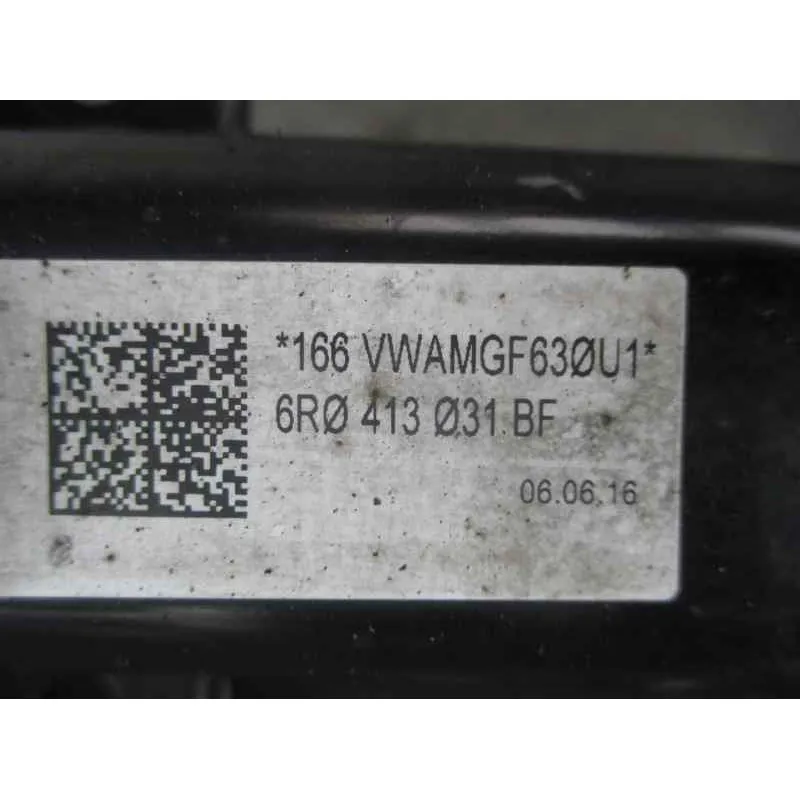 *166 VWAMGF63ØU1*
6RØ 413 Ø31 BF
06.06.16